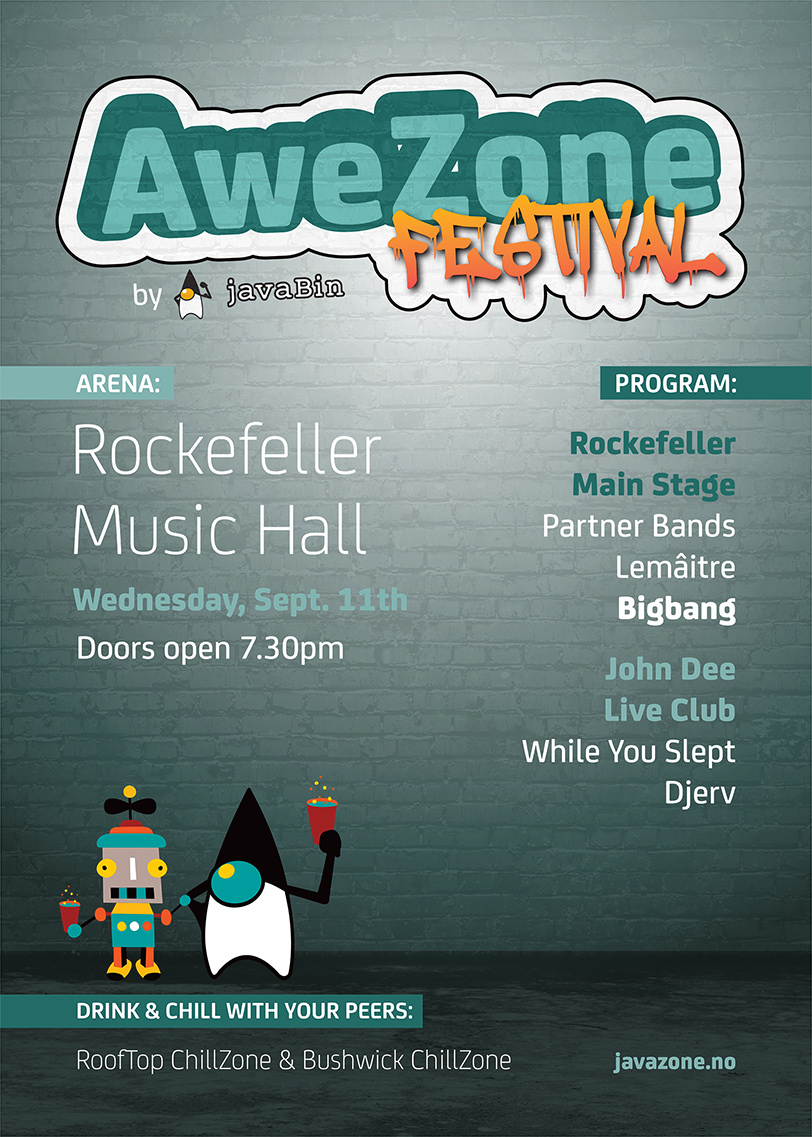 AweZone
FESTIVAL
by javaBin
ARENA:
Rockefeller
Music Hall
Wednesday, Sept. 11th
Doors open 7.30pm
PROGRAM:
Rockefeller
Main Stage
Partner Bands
Lemâitre
Bigbang
John Dee
Live Club
While You Slept
Djerv
DRINK & CHILL WITH YOUR PEERS:
RoofTop ChillZone & Bushwick ChillZone
javazone.no